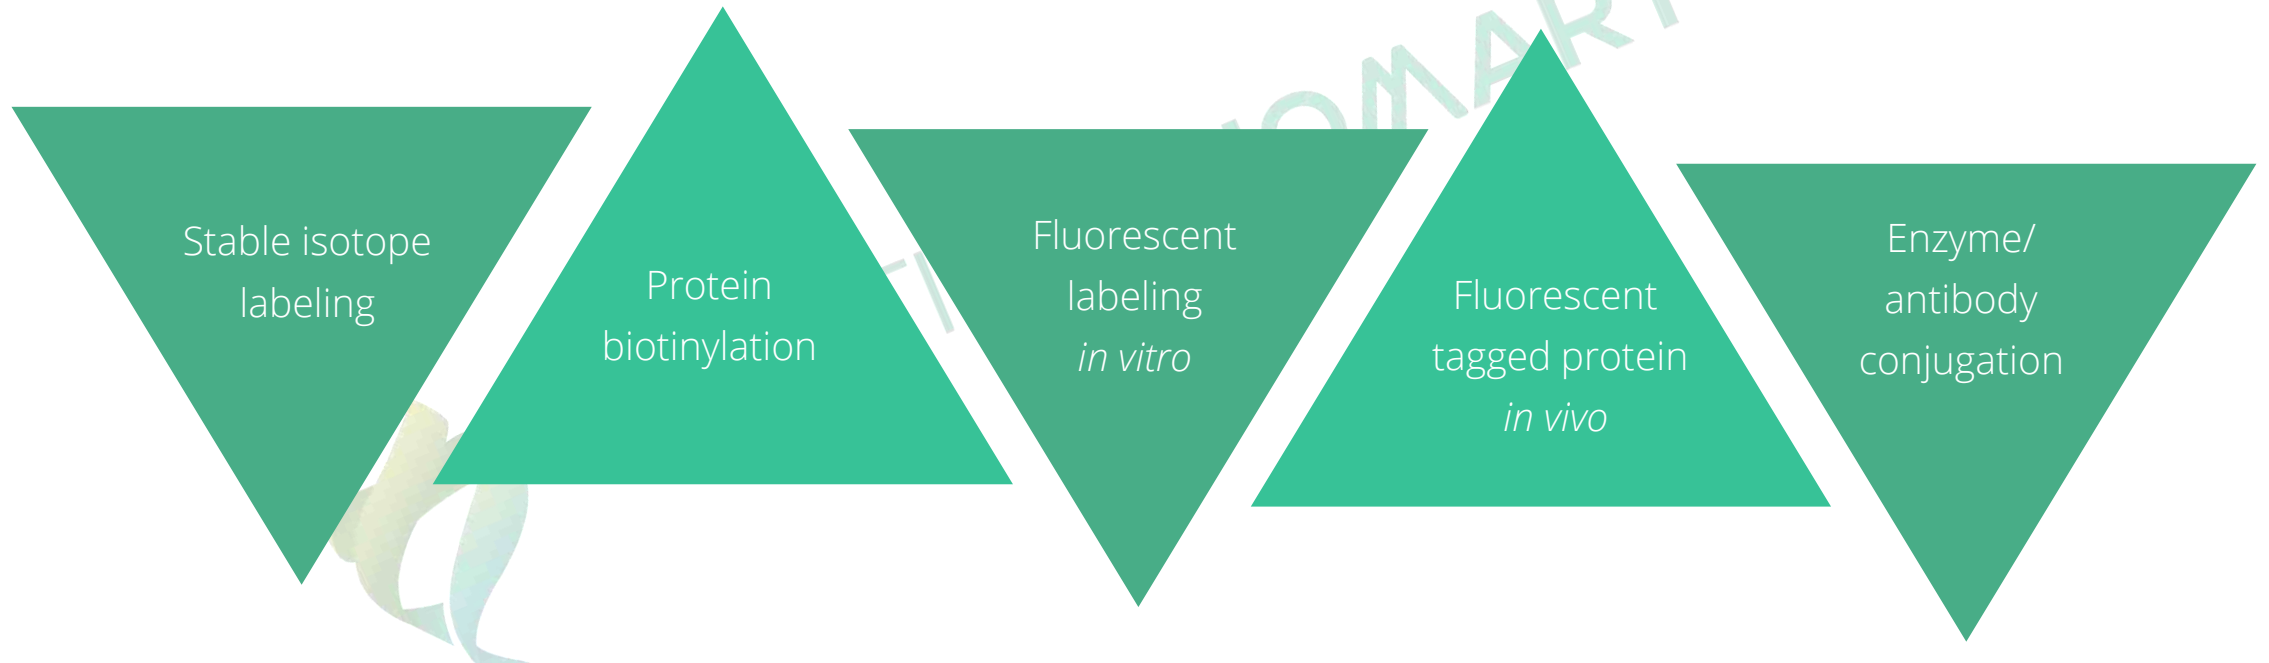 Stable isotope
labeling
Protein
biotinylation
Fluorescent
labeling
in vitro
Fluorescent
tagged protein
in vivo
Enzyme/
antibody
conjugation